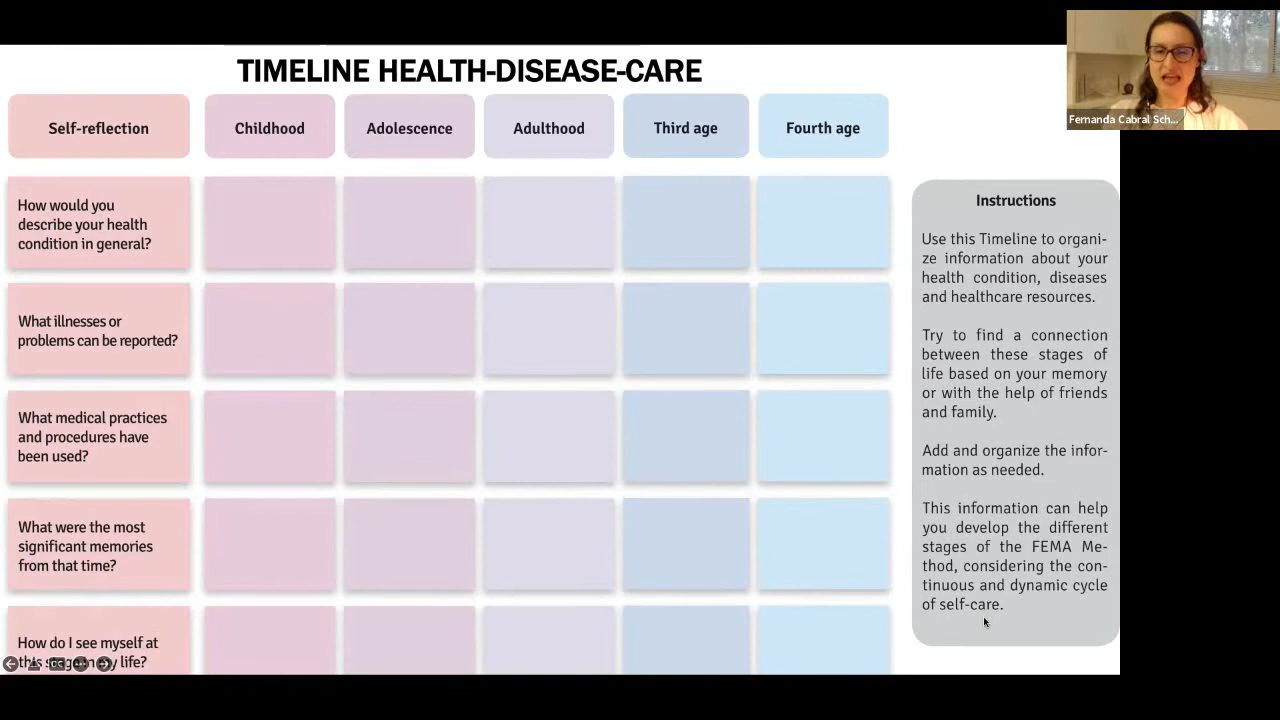 TIMELINE HEALTH-DISEASE-CARE
Self-reflection
Childhood
Adolescence
Adulthood
Third age
Fourth age
How would you
describe your health
condition in general?
What illnesses or
problems can be reported?
What medical practices
and procedures have
been used?
What were the most
significant memories
from that time?
How do I see myself at
this stage my life?
Instructions
Use this Timeline to organi-
ze information about your
health condition, diseases
and healthcare resources.
Try to find a connection
between these stages of
life based on your memory
or with the help of friends
and family.
Add and organize the infor-
mation as needed.
This information can help
you develop the different
stages of the FEMA Me-
thod, considering the con-
tinuous and dynamic cycle
of self-care.
Fernanda Cabral Sch...